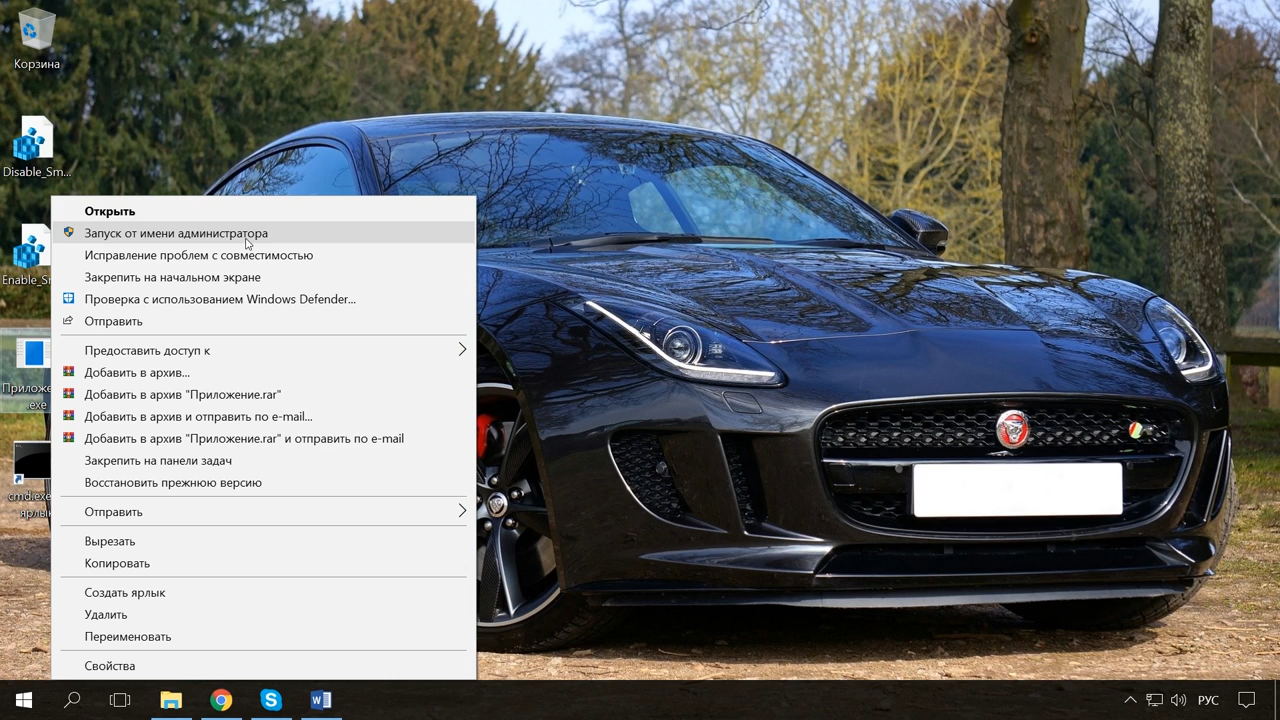 Корзина
Disable_Sm...
Enable_Sm
Приложе
.exe
cmd.exe
ярлык
Открыть
Запуск от имени администратора
Исправление проблем с совместимостью
Закрепить на начальном экране
Проверка с использованием Windows Defender...
Отправить
Предоставить доступ к
Добавить в архив...
Добавить в архив "Приложение.rar"
Добавить в архив и отправить по e-mail...
Добавить в архив "Приложение.rar" и отправить по e-mail
Закрепить на панели задач
Восстановить прежнюю версию
Отправить
Вырезать
Копировать
Создать ярлык
Удалить
Переименовать
Свойства
РУС